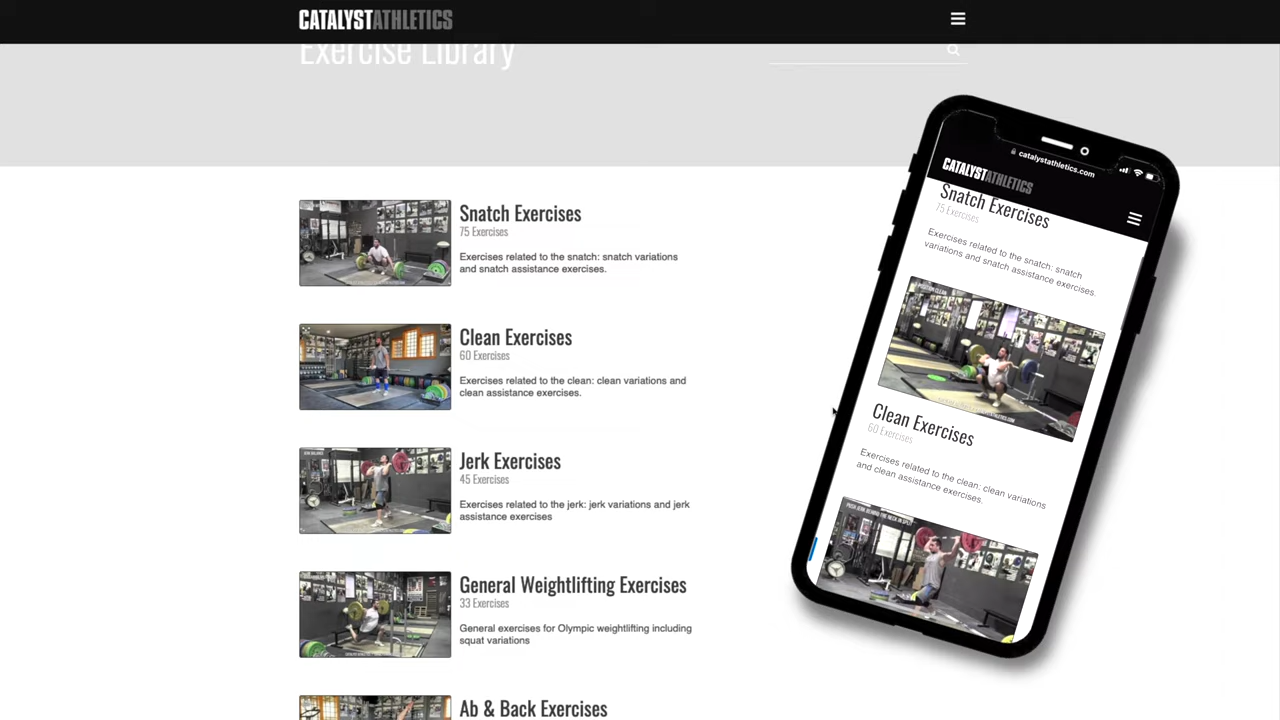 CATALYSTATHLETICS
Exercise Library
Snatch Exercises
75 Exercises
Exercises related to the snatch: snatch variations
and snatch assistance exercises.
Clean Exercises
60 Exercises
Exercises related to the clean: clean variations and
clean assistance exercises.
Jerk Exercises
45 Exercises
Exercises related to the jerk: jerk variations and jerk
assistance exercises
General Weightlifting Exercises
33 Exercises
General exercises for Olympic weightlifting including
squat variations
Ab & Back Exercises
catalystathletics.com
CATALYSTATHLETICS
Snatch Exercises
75 Exercises
Exercises related to the snatch: snatch
variations and snatch assistance exercises.
Clean Exercises
60 Exercises
Exercises related to the clean: clean variations
and clean assistance exercises.